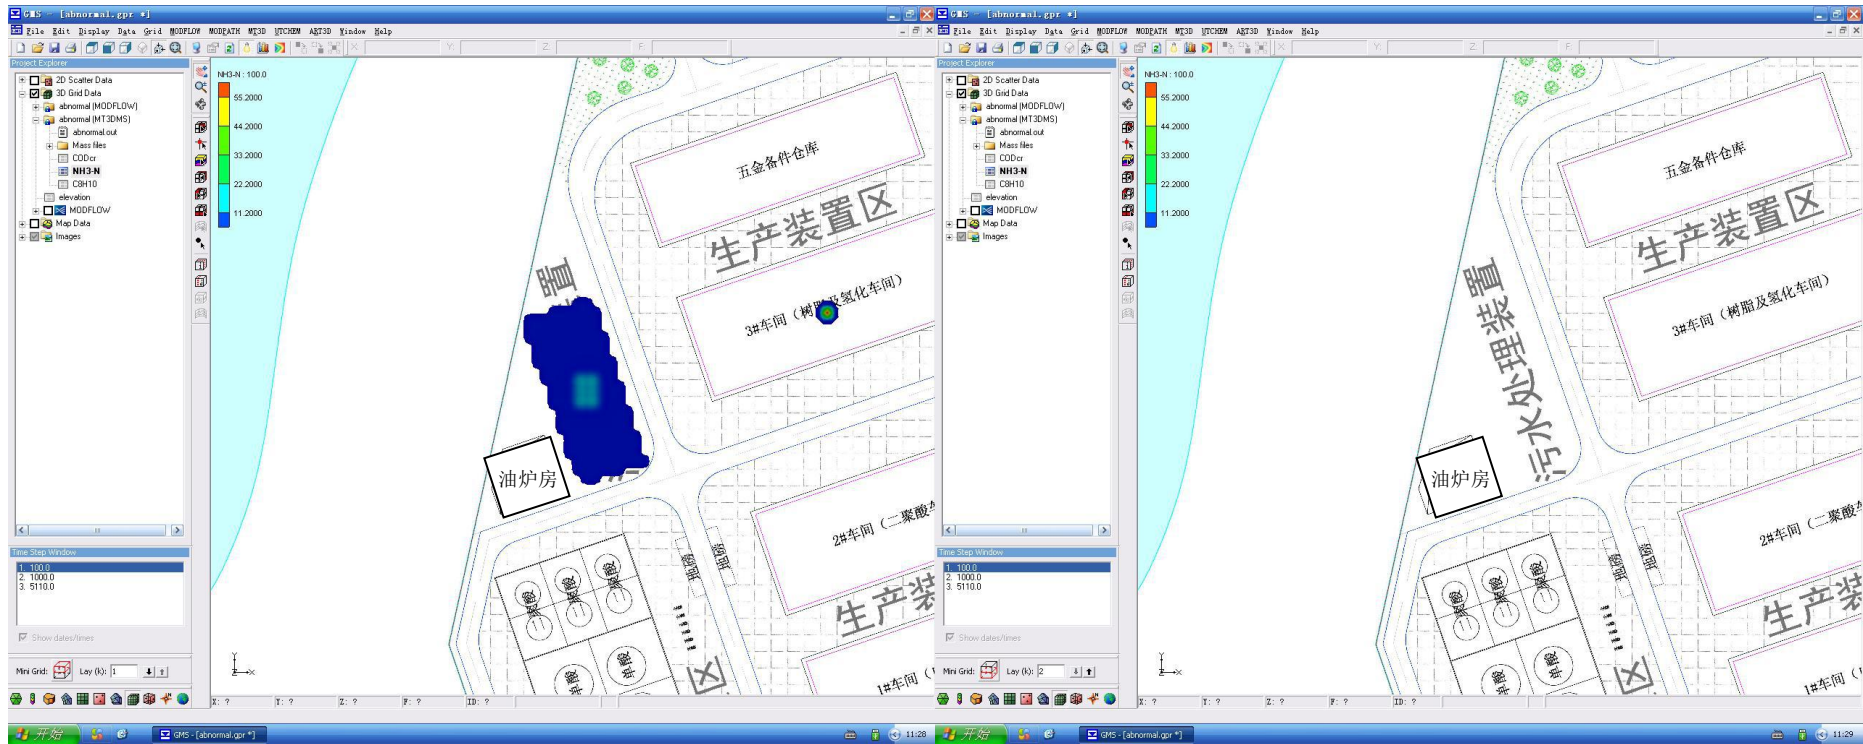 GMS - [abnormal.gpr *]
File Edit Display Data Grid MODFLOW MODPATH MT3D UTCHEM ART3D Window Help
X: Y: Z: F:
Project Explorer
2D Scatter Data
3D Grid Data
abnormal (MODFLOW)
abnormal (MT3DMS)
abnormal.out
Mass files
CODcr
NH3-N
C8H10
elevation
MODFLOW
Map Data
Images
Time Step Window
1. 100.0
2. 1000.0
3. 5110.0
Show dates/times
Mini Grid: Lay (k): 1
NH3-N : 100.0
55.2000
44.2000
33.2000
22.2000
11.2000
五金备件仓库
生产装置区
3#车间（树脂及氢化车间）
置
油炉房
2#车间（二聚酸车
生产装
1#车间（
区
Y
X
X: ? Y: ? Z: ? F: ? ID: ?
开始
GMS - [abnormal.gpr *]
11:28
GMS - [abnormal.gpr *]
File Edit Display Data Grid MODFLOW MODPATH MT3D UTCHEM ART3D Window Help
X: Y: Z: F:
Project Explorer
2D Scatter Data
3D Grid Data
abnormal (MODFLOW)
abnormal (MT3DMS)
abnormal.out
Mass files
CODcr
NH3-N
C8H10
elevation
MODFLOW
Map Data
Images
Time Step Window
1. 100.0
2. 1000.0
3. 5110.0
Show dates/times
Mini Grid: Lay (k): 2
NH3-N : 100.0
55.2000
44.2000
33.2000
22.2000
11.2000
五金备件仓库
生产装置区
3#车间（树脂及氢化车间）
污水处理装置
油炉房
2#车间（二聚酸车
生产装
1#车间（
区
Y
X
X: ? Y: ? Z: ? F: ? ID: ?
开始
GMS - [abnormal.gpr *]
11:29